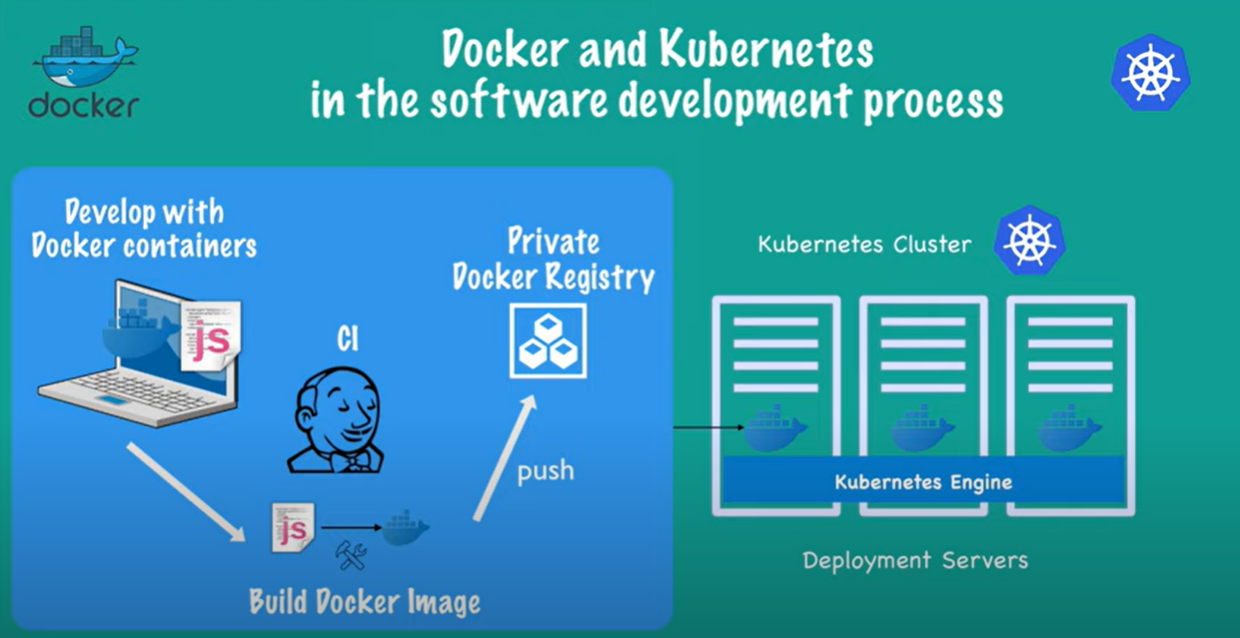 docker
Docker and Kubernetes
in the software development process
Develop with
Docker containers
js
CI
js
Build Docker Image
push
Private
Docker Registry
Kubernetes Cluster
Kubernetes Engine
Deployment Servers